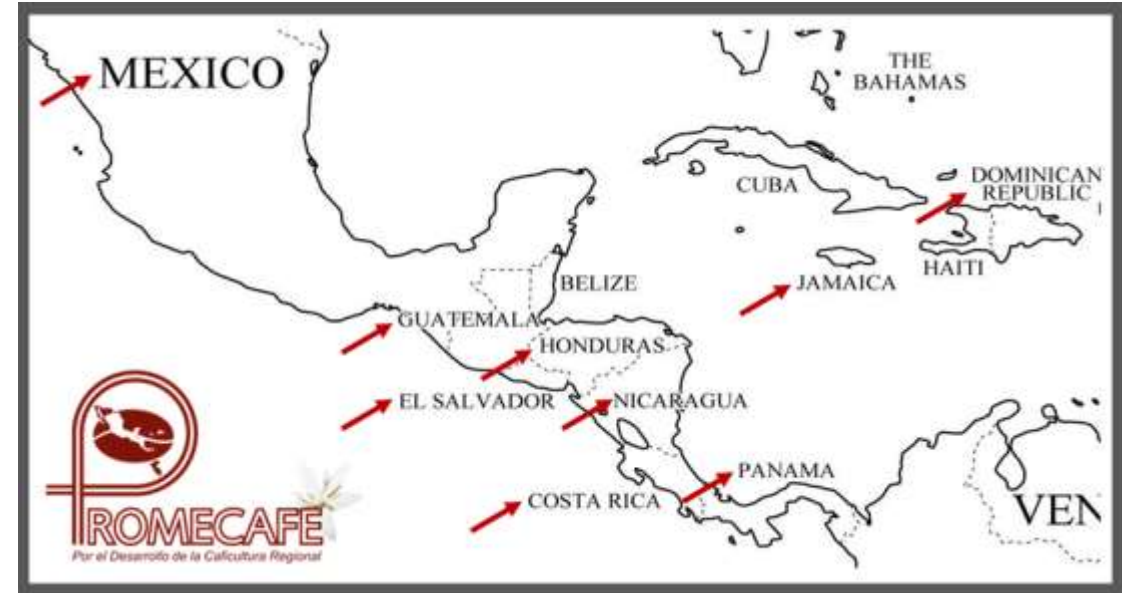 MEXICO
THE
BAHAMAS
CUBA
DOMINICAN
REPUBLIC
HAITI
JAMAICA
BELIZE
GUATEMALA
HONDURAS
EL SALVADOR
NICARAGUA
PANAMA
COSTA RICA
VEN
PROMECAFE
Por el Desarrollo de la Caficultura Regional